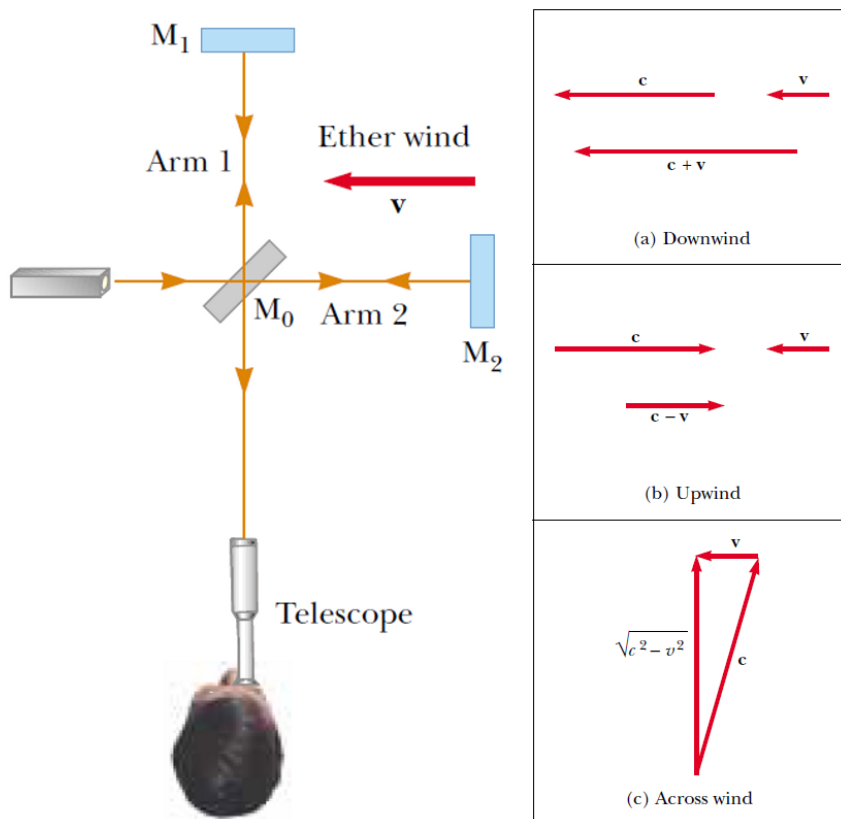 M₁
Ether wind
Arm 1
v
M₀
Arm 2
M₂
Telescope
c
v
c + v
(a) Downwind
c
v
c – v
(b) Upwind
v
√c² – v²
c
(c) Across wind